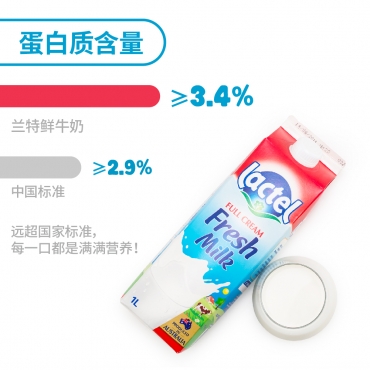 蛋白质含量
≥3.4%
兰特鲜牛奶
≥2.9%
中国标准
远超国家标准，
每一口都是满满营养！
lactel
FULL CREAM
Fresh
Milk
1L
AUSTRALIA